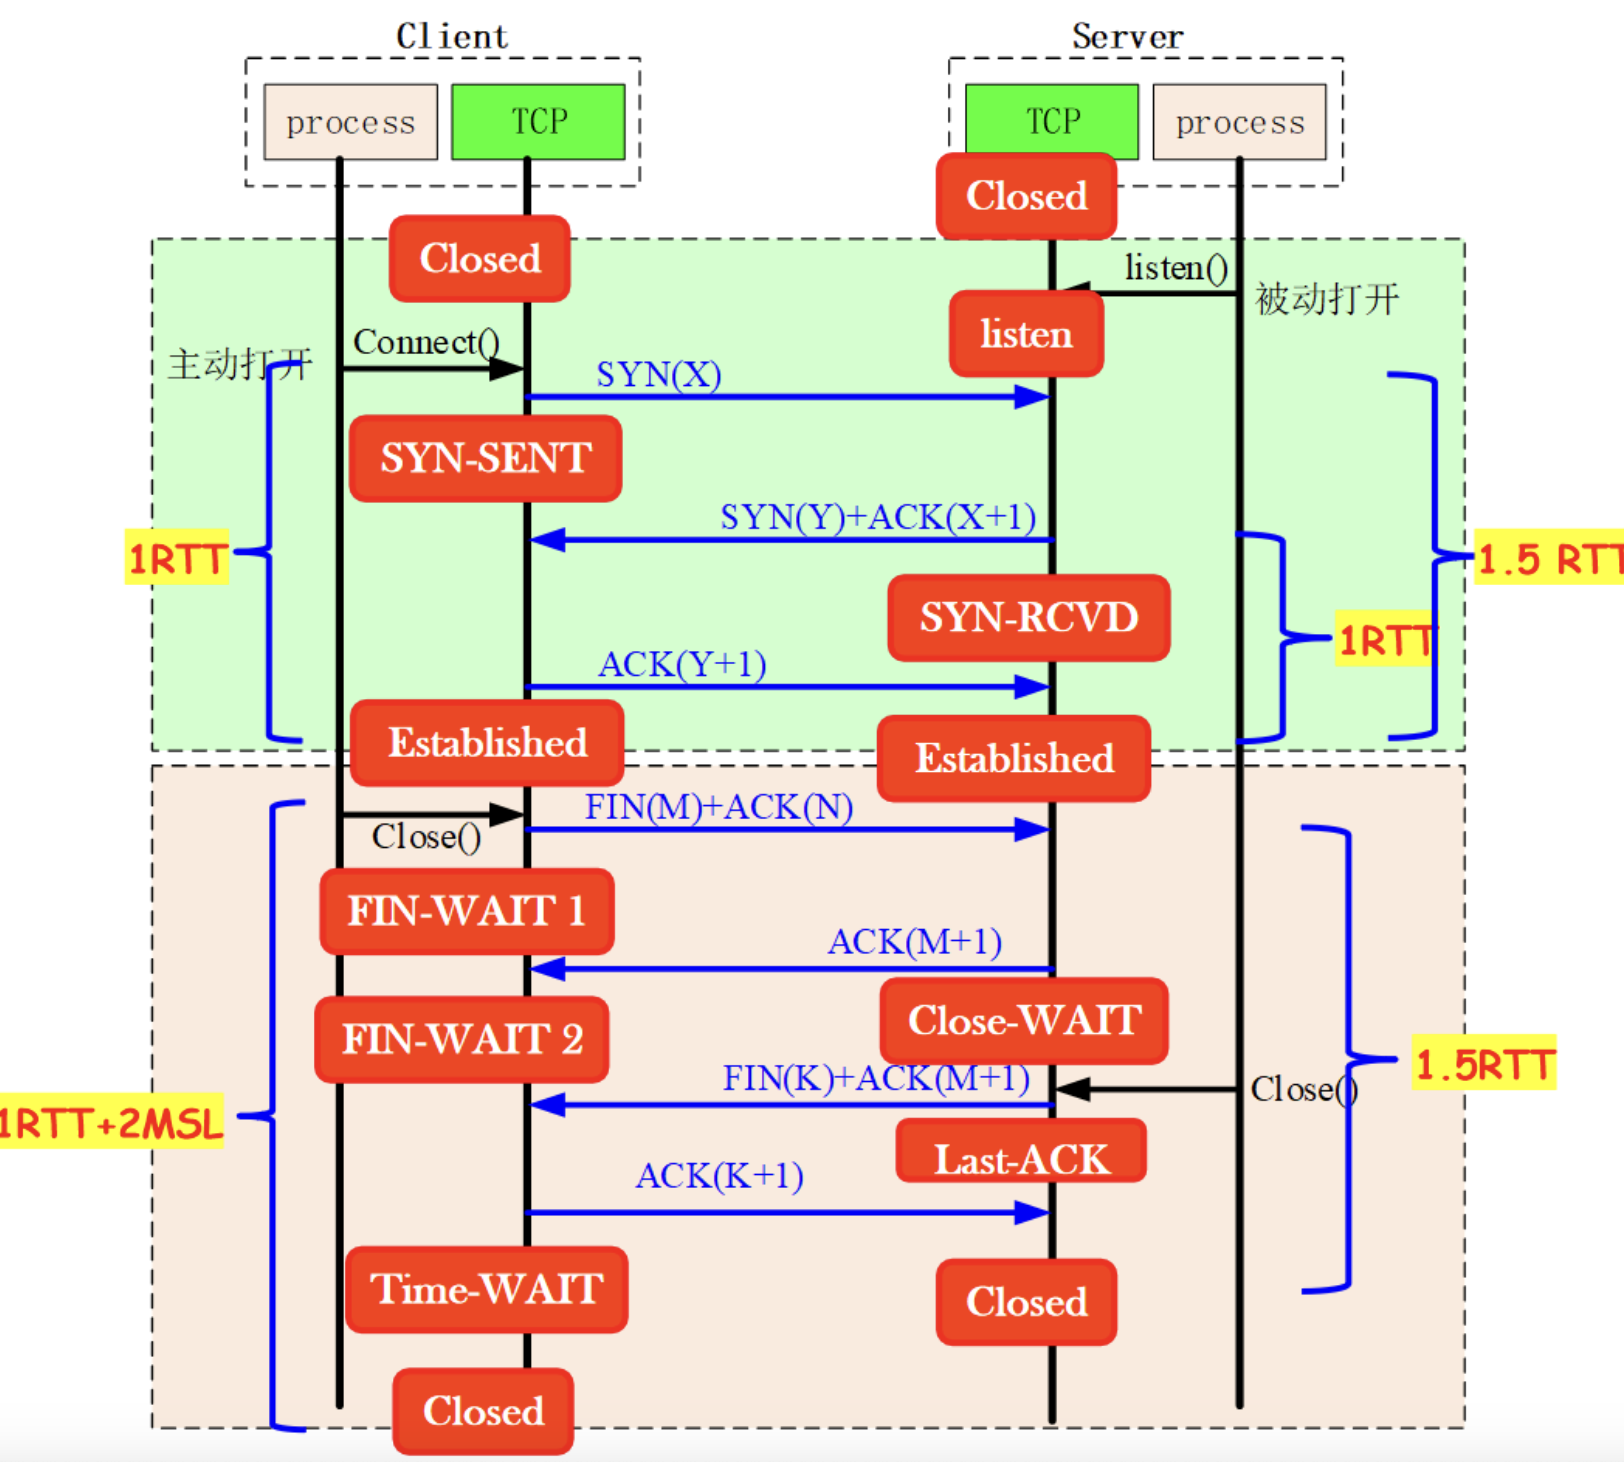 Client
Server
process
TCP
TCP
process
Closed
Closed
listen()
被动打开
listen
Connect()
主动打开
SYN(X)
SYN-SENT
SYN(Y)+ACK(X+1)
1RTT
1.5 RTT
SYN-RCVD
1RTT
ACK(Y+1)
Established
Established
FIN(M)+ACK(N)
Close()
FIN-WAIT 1
ACK(M+1)
Close-WAIT
FIN-WAIT 2
FIN(K)+ACK(M+1)
Close()
1.5RTT
1RTT+2MSL
Last-ACK
ACK(K+1)
Time-WAIT
Closed
Closed